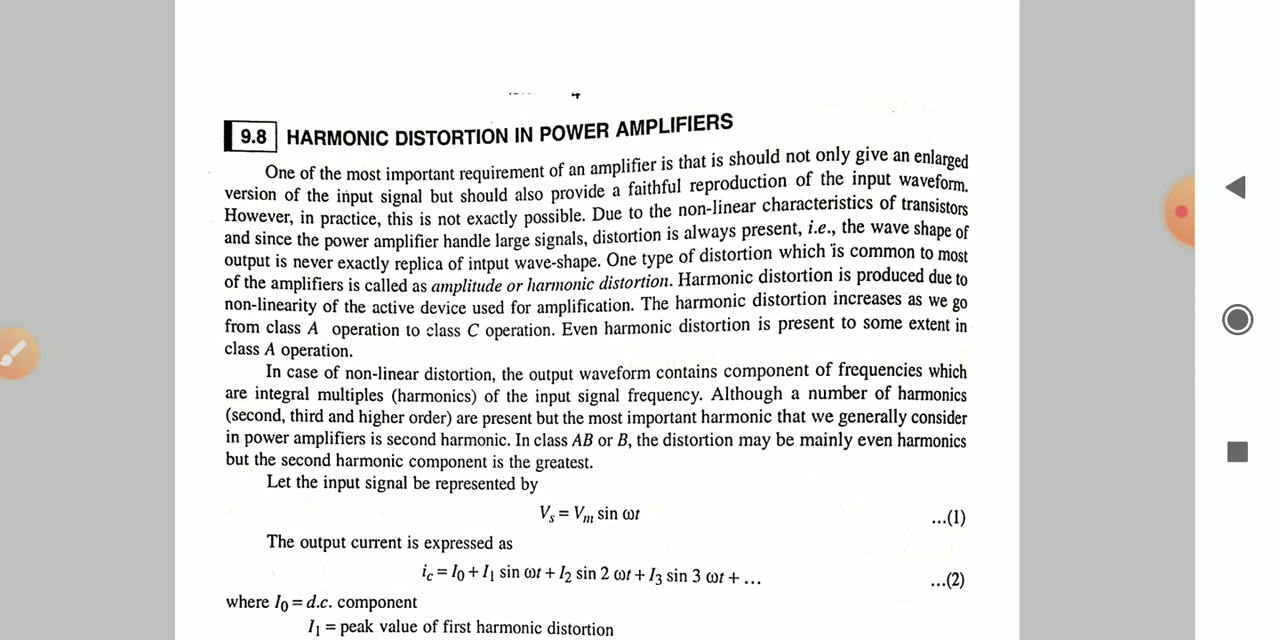 9.8 HARMONIC DISTORTION IN POWER AMPLIFIERS
One of the most important requirement of an amplifier is that is should not only give an enlarged
version of the input signal but should also provide a faithful reproduction of the input waveform.
However, in practice, this is not exactly possible. Due to the non-linear characteristics of transistors
and since the power amplifier handle large signals, distortion is always present, i.e., the wave shape of
output is never exactly replica of intput wave-shape. One type of distortion which is common to most
of the amplifiers is called as amplitude or harmonic distortion. Harmonic distortion is produced due to
non-linearity of the active device used for amplification. The harmonic distortion increases as we go
from class A operation to class C operation. Even harmonic distortion is present to some extent in
class A operation.
In case of non-linear distortion, the output waveform contains component of frequencies which
are integral multiples (harmonics) of the input signal frequency. Although a number of harmonics
(second, third and higher order) are present but the most important harmonic that we generally consider
in power amplifiers is second harmonic. In class AB or B, the distortion may be mainly even harmonics
but the second harmonic component is the greatest.
Let the input signal be represented by
Vs = Vm sin ωt ...(1)
The output current is expressed as
ic = I0 + I1 sin ωt + I2 sin 2 ωt + I3 sin 3 ωt + ... ...(2)
where I0 = d.c. component
I1 = peak value of first harmonic distortion